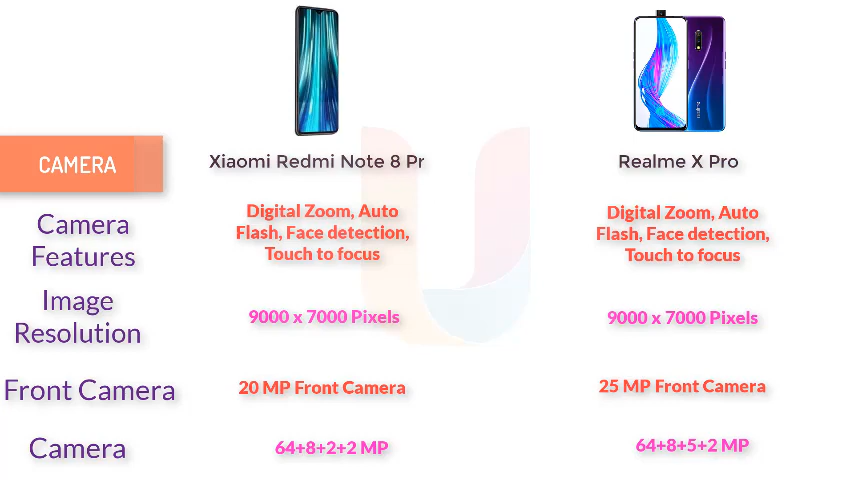 Xiaomi Redmi Note 8 Pr
Realme X Pro
CAMERA
Camera
Features
Digital Zoom, Auto
Flash, Face detection,
Touch to focus
Digital Zoom, Auto
Flash, Face detection,
Touch to focus
Image
Resolution
9000 x 7000 Pixels
9000 x 7000 Pixels
Front Camera
20 MP Front Camera
25 MP Front Camera
Camera
64+8+2+2 MP
64+8+5+2 MP
realme